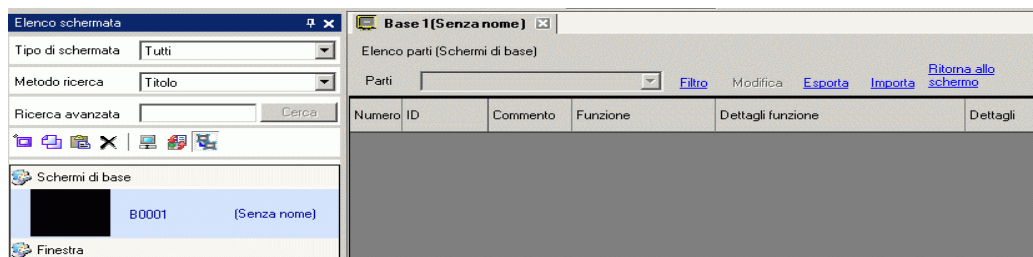 Elenco schermata
Tipo di schermata Tutti
Metodo ricerca Titolo
Ricerca avanzata Cerca
Schermi di base
B0001 (Senza nome)
Finestra
Base 1(Senza nome)
Elenco parti (Schermi di base)
Parti Filtro Modifica Esporta Importa Ritorna allo
schermo
Numero ID Commento Funzione Dettagli funzione Dettagli